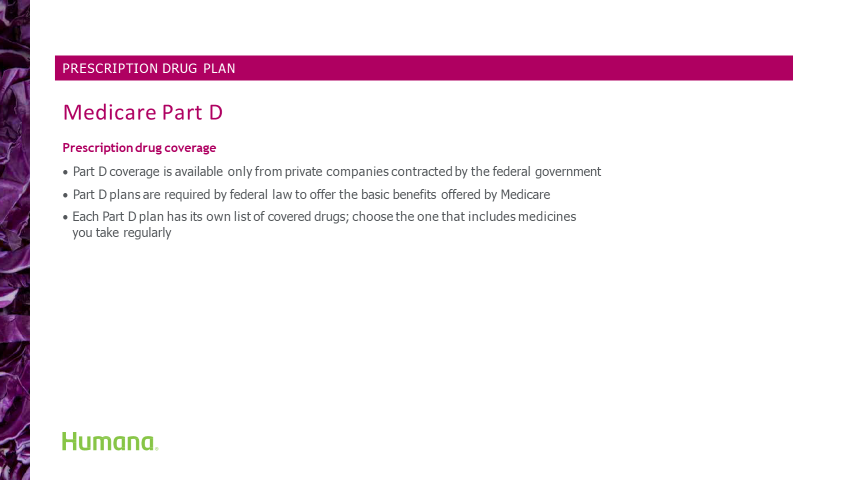 PRESCRIPTION DRUG PLAN
Medicare Part D
Prescription drug coverage
• Part D coverage is available only from private companies contracted by the federal government
• Part D plans are required by federal law to offer the basic benefits offered by Medicare
• Each Part D plan has its own list of covered drugs; choose the one that includes medicines
you take regularly
Humana®